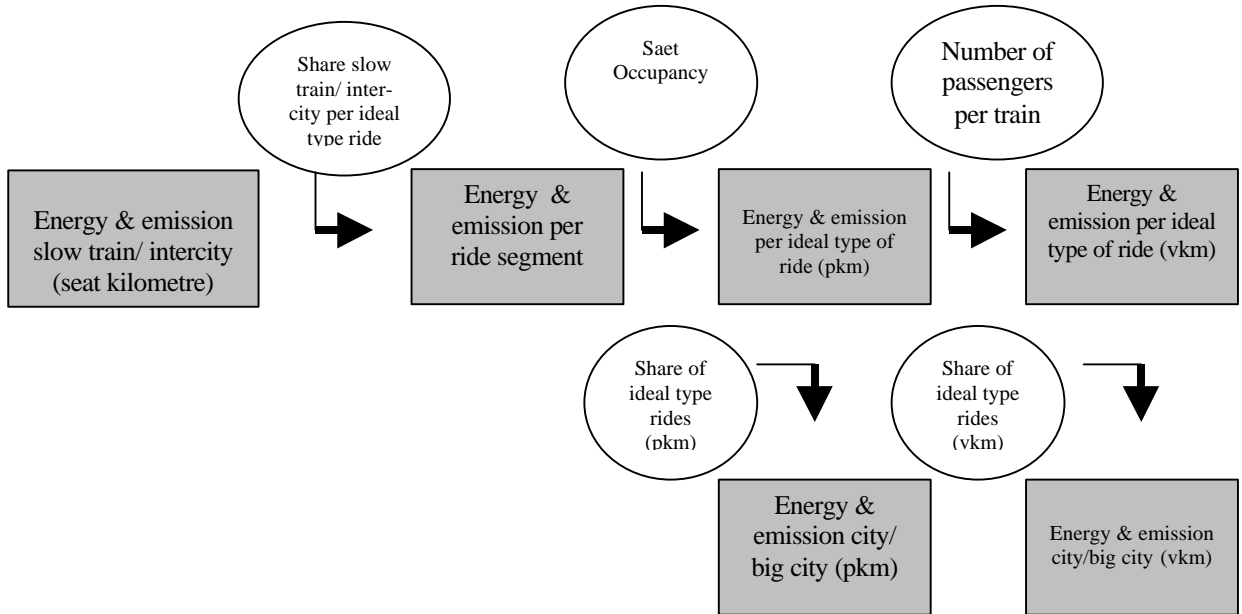 Share slow
train/ inter-
city per ideal
type ride
Saet
Occupancy
Number of
passengers
per train
Energy & emission
slow train/ intercity
(seat kilometre)
Energy &
emission per
ride segment
Energy & emission
per ideal type of
ride (pkm)
Energy &
emission per ideal
type of ride (vkm)
Share of
ideal type
rides
(pkm)
Share of
ideal type
rides
(vkm)
Energy &
emission city/
big city (pkm)
Energy & emission
city/big city (vkm)